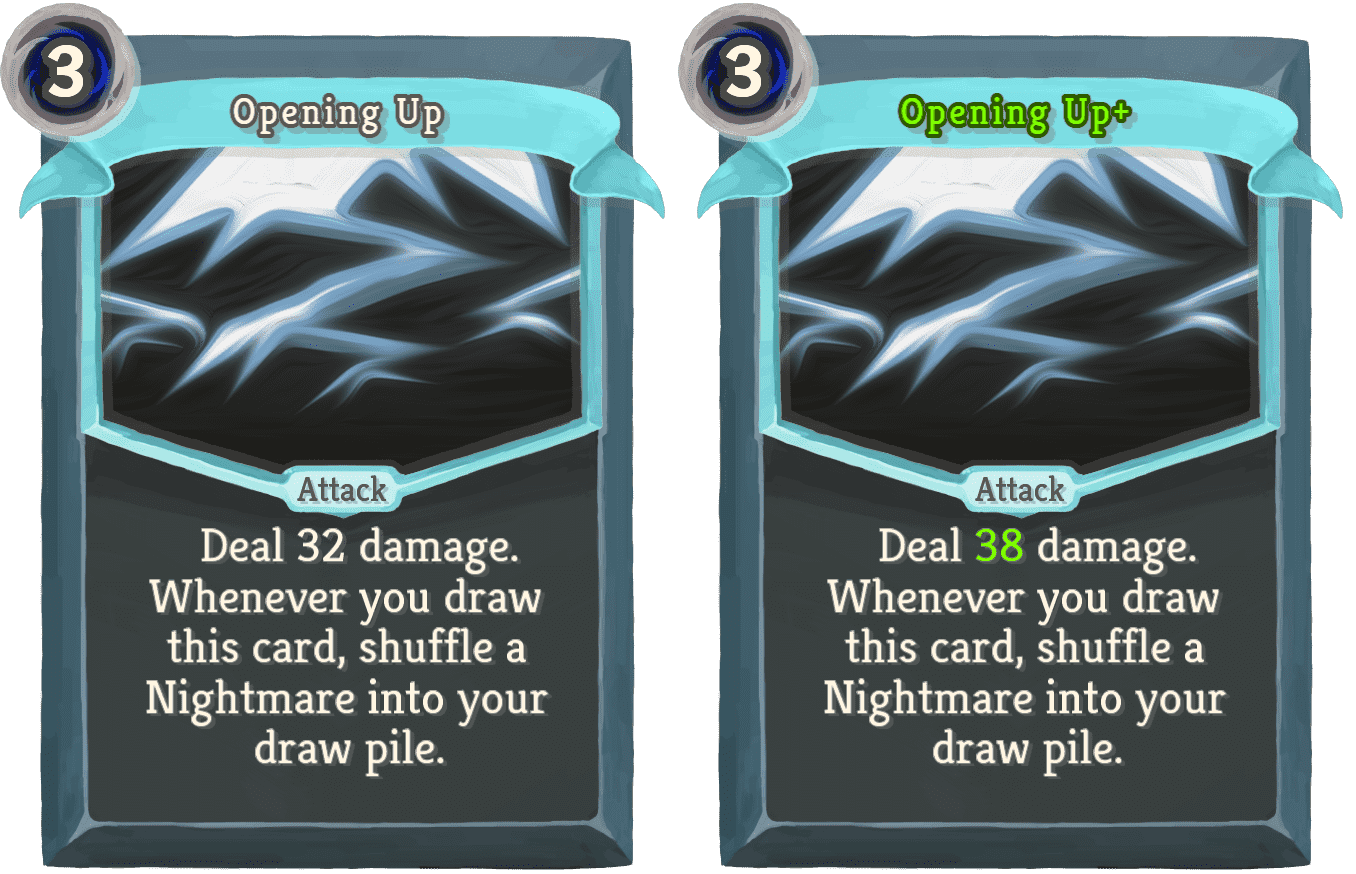 3
Opening Up
Attack
Deal 32 damage.
Whenever you draw
this card, shuffle a
Nightmare into your
draw pile.
3
Opening Up+
Attack
Deal 38 damage.
Whenever you draw
this card, shuffle a
Nightmare into your
draw pile.